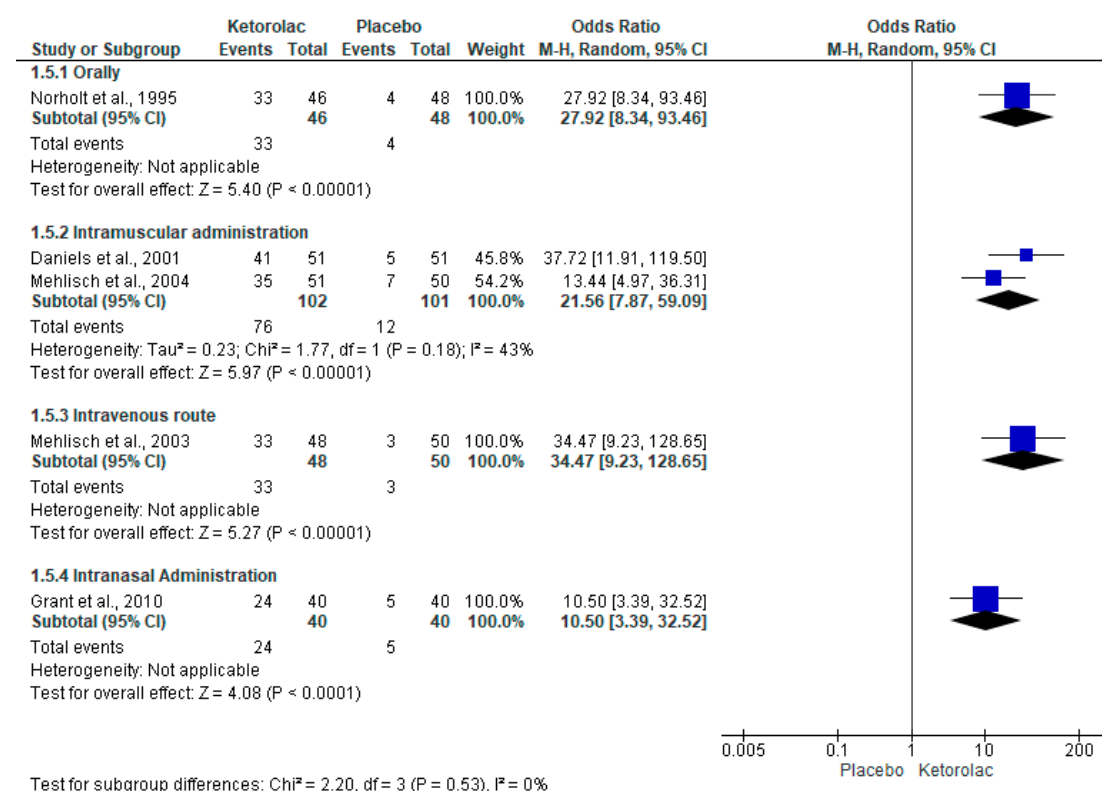 Ketorolac Placebo Odds Ratio Odds Ratio
Study or Subgroup Events Total Events Total Weight M-H, Random, 95% CI M-H, Random, 95% CI
1.5.1 Orally
Norholt et al., 1995 33 46 4 48 100.0% 27.92 [8.34, 93.46]
Subtotal (95% CI) 46 48 100.0% 27.92 [8.34, 93.46]
Total events 33 4
Heterogeneity: Not applicable
Test for overall effect: Z = 5.40 (P < 0.00001)
1.5.2 Intramuscular administration
Daniels et al., 2001 41 51 5 51 45.8% 37.72 [11.91, 119.50]
Mehlisch et al., 2004 35 51 7 50 54.2% 13.44 [4.97, 36.31]
Subtotal (95% CI) 102 101 100.0% 21.56 [7.87, 59.09]
Total events 76 12
Heterogeneity: Tau² = 0.23; Chi² = 1.77, df = 1 (P = 0.18); I² = 43%
Test for overall effect: Z = 5.97 (P < 0.00001)
1.5.3 Intravenous route
Mehlisch et al., 2003 33 48 3 50 100.0% 34.47 [9.23, 128.65]
Subtotal (95% CI) 48 50 100.0% 34.47 [9.23, 128.65]
Total events 33 3
Heterogeneity: Not applicable
Test for overall effect: Z = 5.27 (P < 0.00001)
1.5.4 Intranasal Administration
Grant et al., 2010 24 40 5 40 100.0% 10.50 [3.39, 32.52]
Subtotal (95% CI) 40 40 100.0% 10.50 [3.39, 32.52]
Total events 24 5
Heterogeneity: Not applicable
Test for overall effect: Z = 4.08 (P < 0.0001)
0.005 0.1 1 10 200
Placebo Ketorolac
Test for subgroup differences: Chi² = 2.20, df = 3 (P = 0.53), I² = 0%